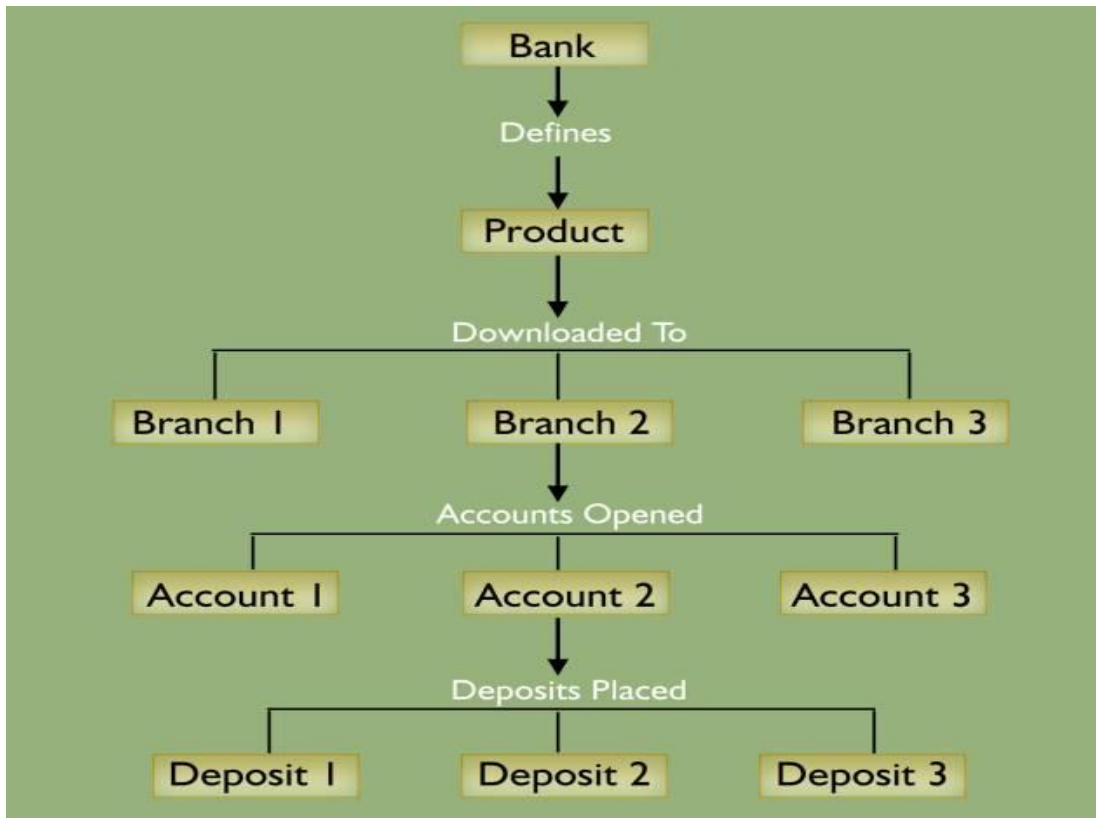 Bank
Defines
Product
Downloaded To
Branch 1 Branch 2 Branch 3
Accounts Opened
Account 1 Account 2 Account 3
Deposits Placed
Deposit 1 Deposit 2 Deposit 3